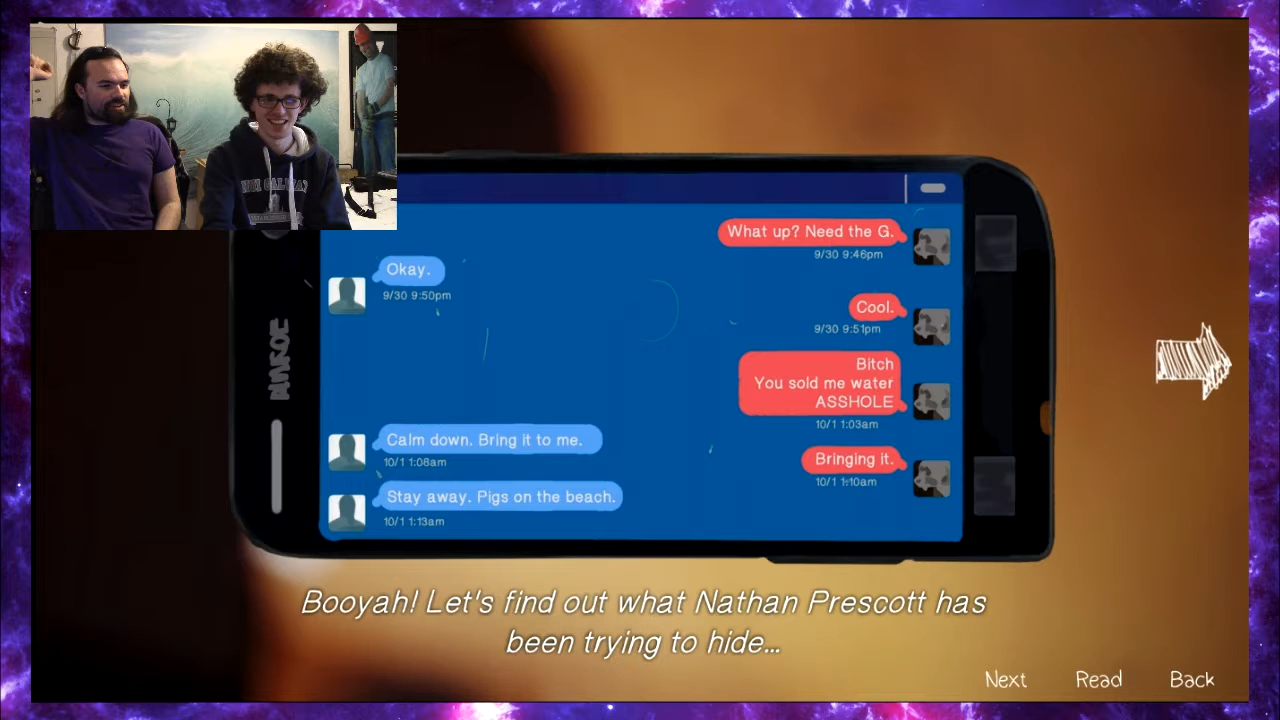 What up? Need the G.
9/30 9:46pm
Okay.
9/30 9:50pm
Cool.
9/30 9:51pm
Bitch
You sold me water
ASSHOLE
10/1 1:03am
Calm down. Bring it to me.
10/1 1:08am
Bringing it.
10/1 1:10am
Stay away. Pigs on the beach.
10/1 1:13am
Booyah! Let's find out what Nathan Prescott has
been trying to hide...
Next Read Back